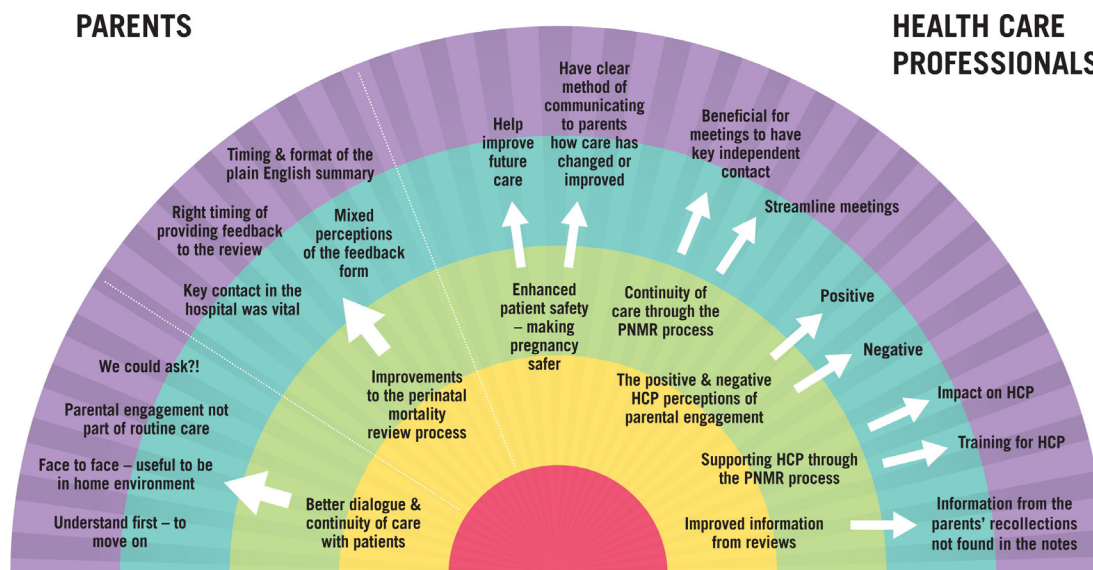 PARENTS
HEALTH CARE
PROFESSIONALS
Timing & format of the
plain English summary
Right timing of
providing feedback
to the review
Mixed
perceptions
of the feedback
form
Key contact in the
hospital was vital
Improvements
to the perinatal
mortality
review process
We could ask?!
Parental engagement not
part of routine care
Face to face – useful to be
in home environment
Understand first – to
move on
Better dialogue &
continuity of care
with patients
Help
improve
future
care
Have clear
method of
communicating
to parents
how care has
changed or
improved
Enhanced
patient safety
– making
pregnancy
safer
Beneficial for
meetings to have
key independent
contact
Streamline meetings
Continuity of
care through the
PNMR process
Positive
Negative
The positive & negative
HCP perceptions of
parental engagement
Impact on HCP
Training for HCP
Supporting HCP through
the PNMR process
Improved information
from reviews
Information from the
parents’ recollections
not found in the notes